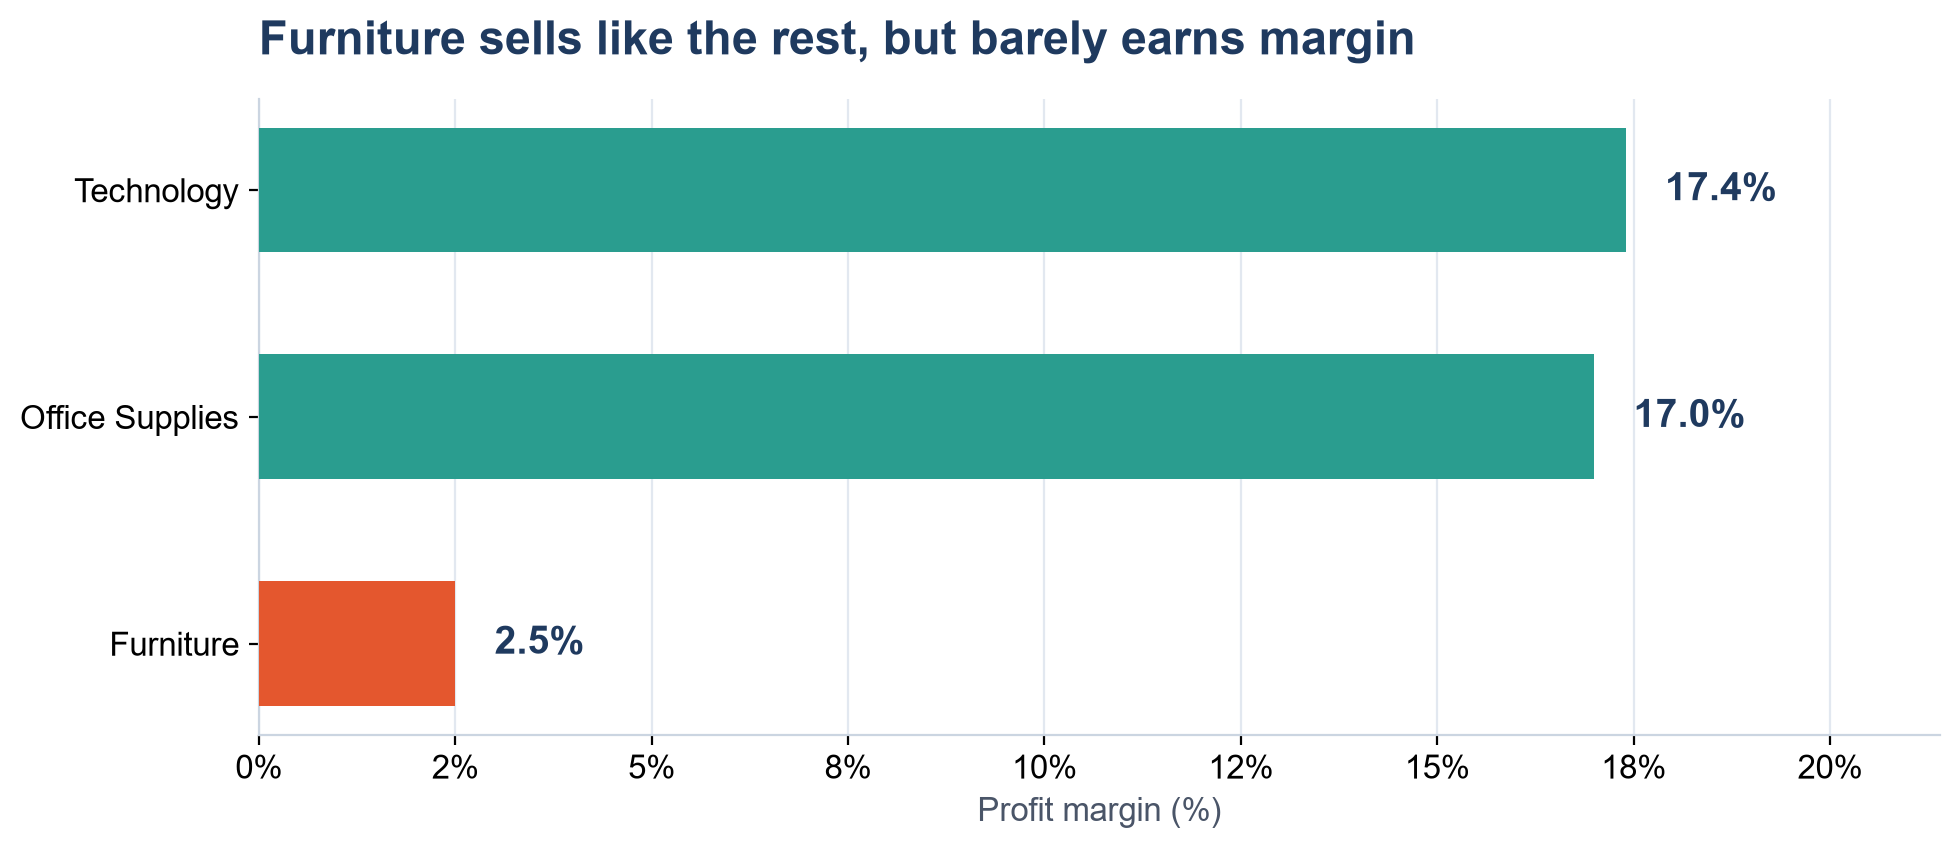 Furniture sells like the rest, but barely earns margin
Technology
17.4%
Office Supplies
17.0%
Furniture
2.5%
0% 2% 5% 8% 10% 12% 15% 18% 20%
Profit margin (%)